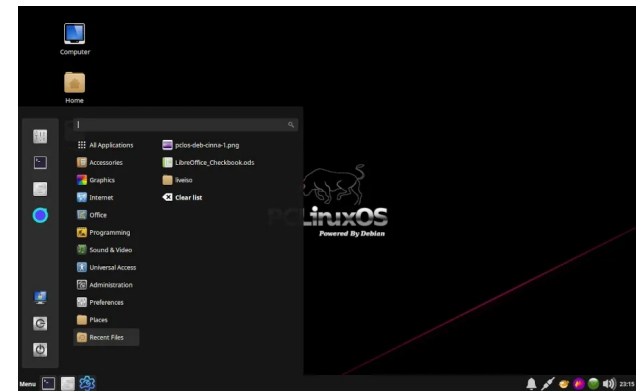 Computer
Home
All Applications
Accessories
Graphics
Internet
Office
Programming
Sound & Video
Universal Access
Administration
Preferences
Places
Recent Files
pclos-deb-cinna-1.png
LibreOffice_Checkbook.ods
liveiso
Clear list
PCLinuxOS
Powered By Debian
Menu
23:15